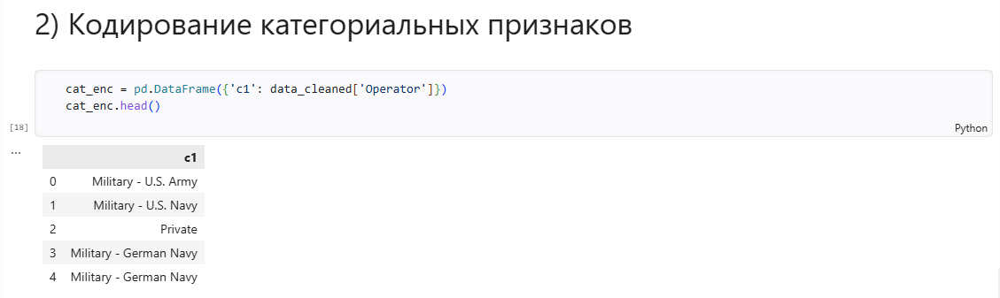 2) Кодирование категориальных признаков
cat_enc = pd.DataFrame({'c1': data_cleaned['Operator']})
cat_enc.head()
[18]
Python
...
c1
0 Military - U.S. Army
1 Military - U.S. Navy
2 Private
3 Military - German Navy
4 Military - German Navy